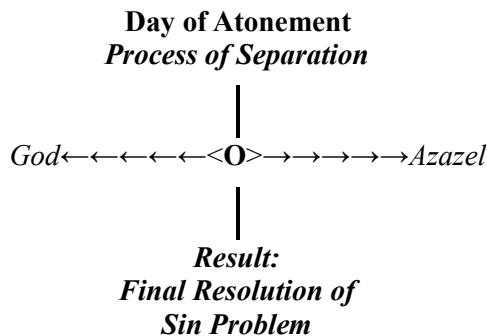 Day of Atonement
Process of Separation
God←←←←←<O>→→→→→Azazel
Result:
Final Resolution of
Sin Problem